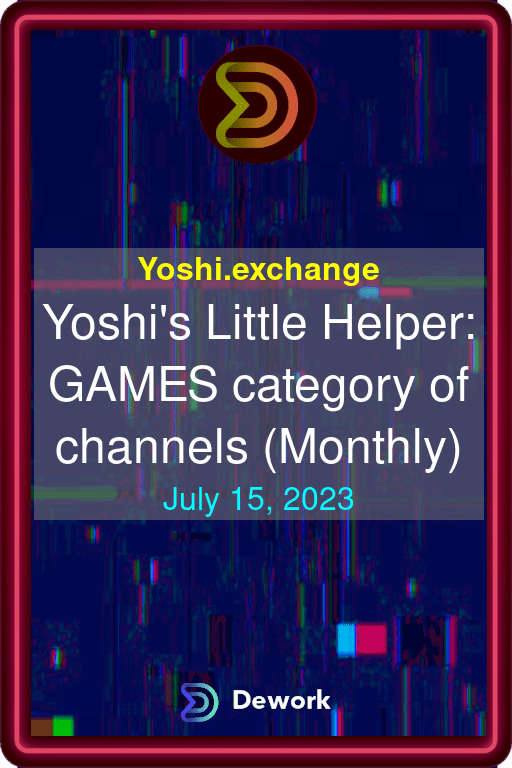 Yoshi.exchange
Yoshi's Little Helper:
GAMES category of
channels (Monthly)
July 15, 2023
Dework